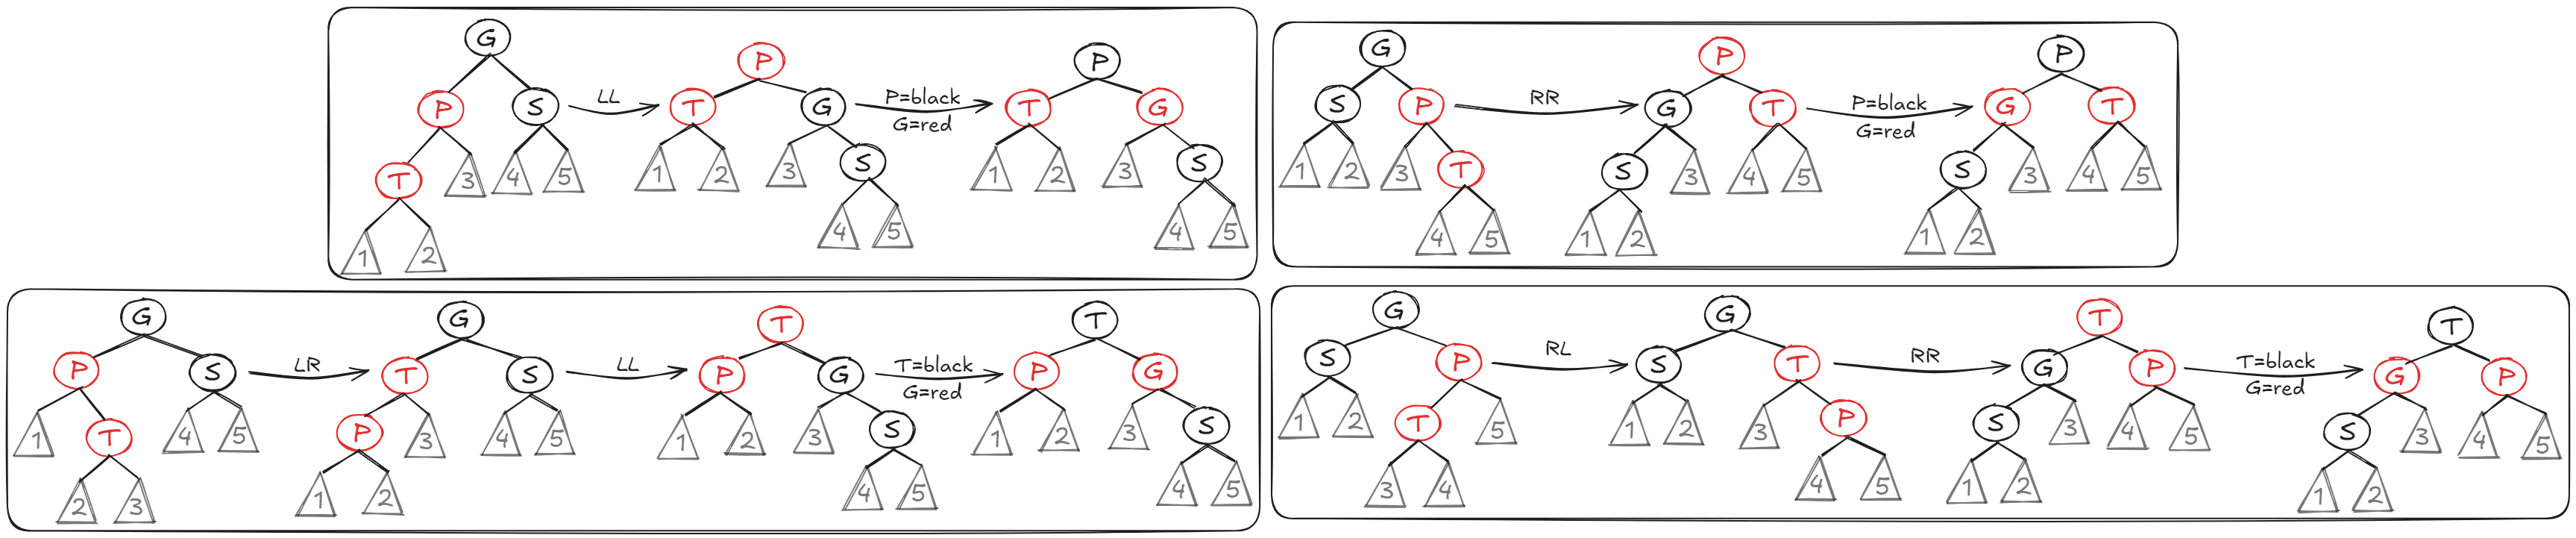 G P G S T 1 2 3 4 5
LL
P T G 1 2 3 S 4 5
P=black
G=red
P T G 1 2 3 S 4 5
G S P 1 2 3 T 4 5
RR
P G T S 3 4 5 1 2
P=black
G=red
P G T S 3 4 5 1 2
G P S 1 T 4 5 2 3
LR
G T S P 3 4 5 1 2
LL
T P G 1 2 3 S 4 5
T=black
G=red
T P G 1 2 3 S 4 5
G S P 1 2 T 5 3 4
RL
G S T 1 2 3 P 4 5
RR
T G P S 3 4 5 1 2
T=black
G=red
T G P S 3 4 5 1 2